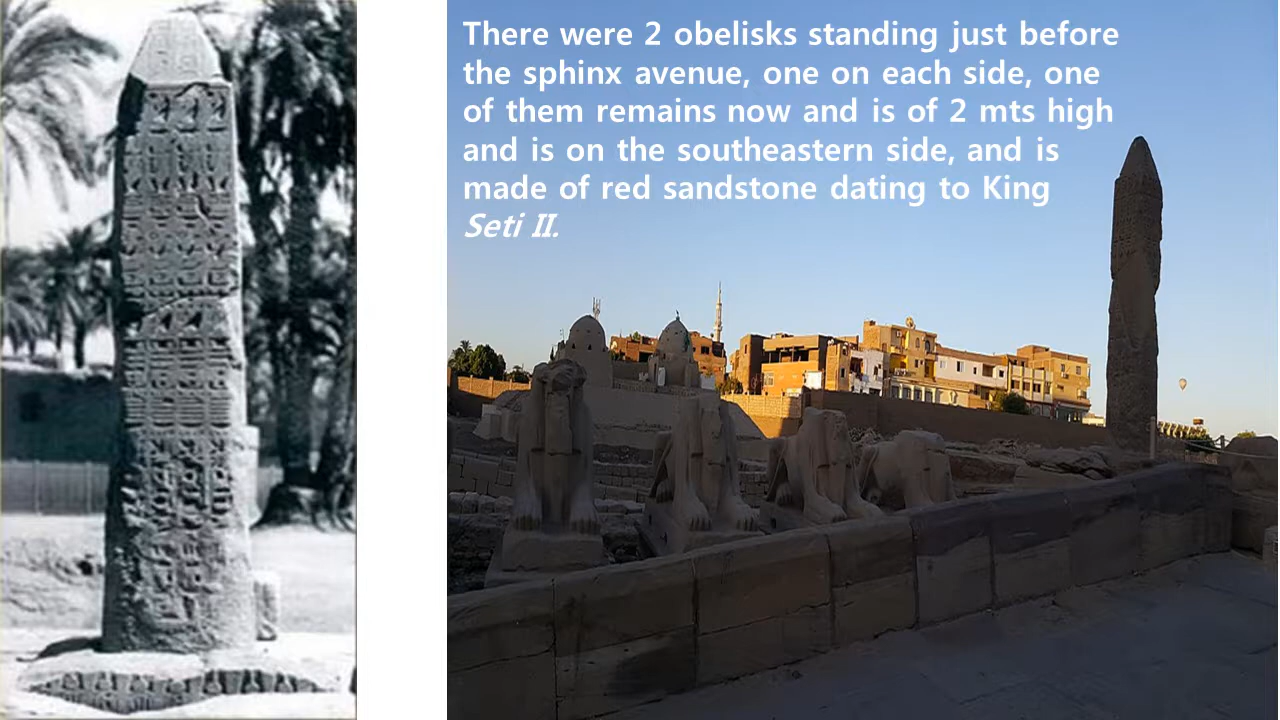 There were 2 obelisks standing just before
the sphinx avenue, one on each side, one
of them remains now and is of 2 mts high
and is on the southeastern side, and is
made of red sandstone dating to King
Seti II.